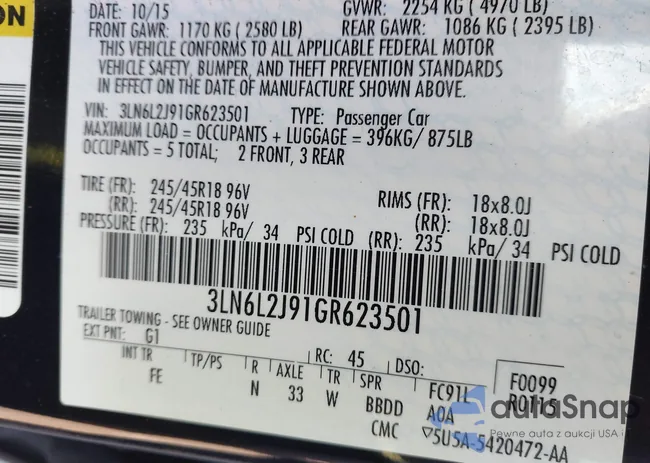 ON
DATE: 10/15 GVWR: 2254 KG ( 4970 LB)
FRONT GAWR: 1170 KG ( 2580 LB) REAR GAWR: 1086 KG ( 2395 LB)
THIS VEHICLE CONFORMS TO ALL APPLICABLE FEDERAL MOTOR
VEHICLE SAFETY, BUMPER, AND THEFT PREVENTION STANDARDS
IN EFFECT ON THE DATE OF MANUFACTURE SHOWN ABOVE.
VIN: 3LN6L2J91GR623501 TYPE: Passenger Car
MAXIMUM LOAD = OCCUPANTS + LUGGAGE = 396KG/ 875LB
OCCUPANTS = 5 TOTAL; 2 FRONT, 3 REAR
TIRE (FR): 245/45R18 96V RIMS (FR): 18x8.0J
(RR): 245/45R18 96V (RR): 18x8.0J
PRESSURE (FR): 235 kPa/ 34 PSI COLD (RR): 235 kPa/ 34 PSI COLD
3LN6L2J91GR623501
TRAILER TOWING - SEE OWNER GUIDE
EXT PNT: G1 RC: 45 DSO:
INT TR TP/PS R AXLE TR SPR FC91L F0099
FE N 33 W BBDD A0A R0115
CMC 5U5A-5420472-AA
autaSnap
Pewne auta z aukcji USA